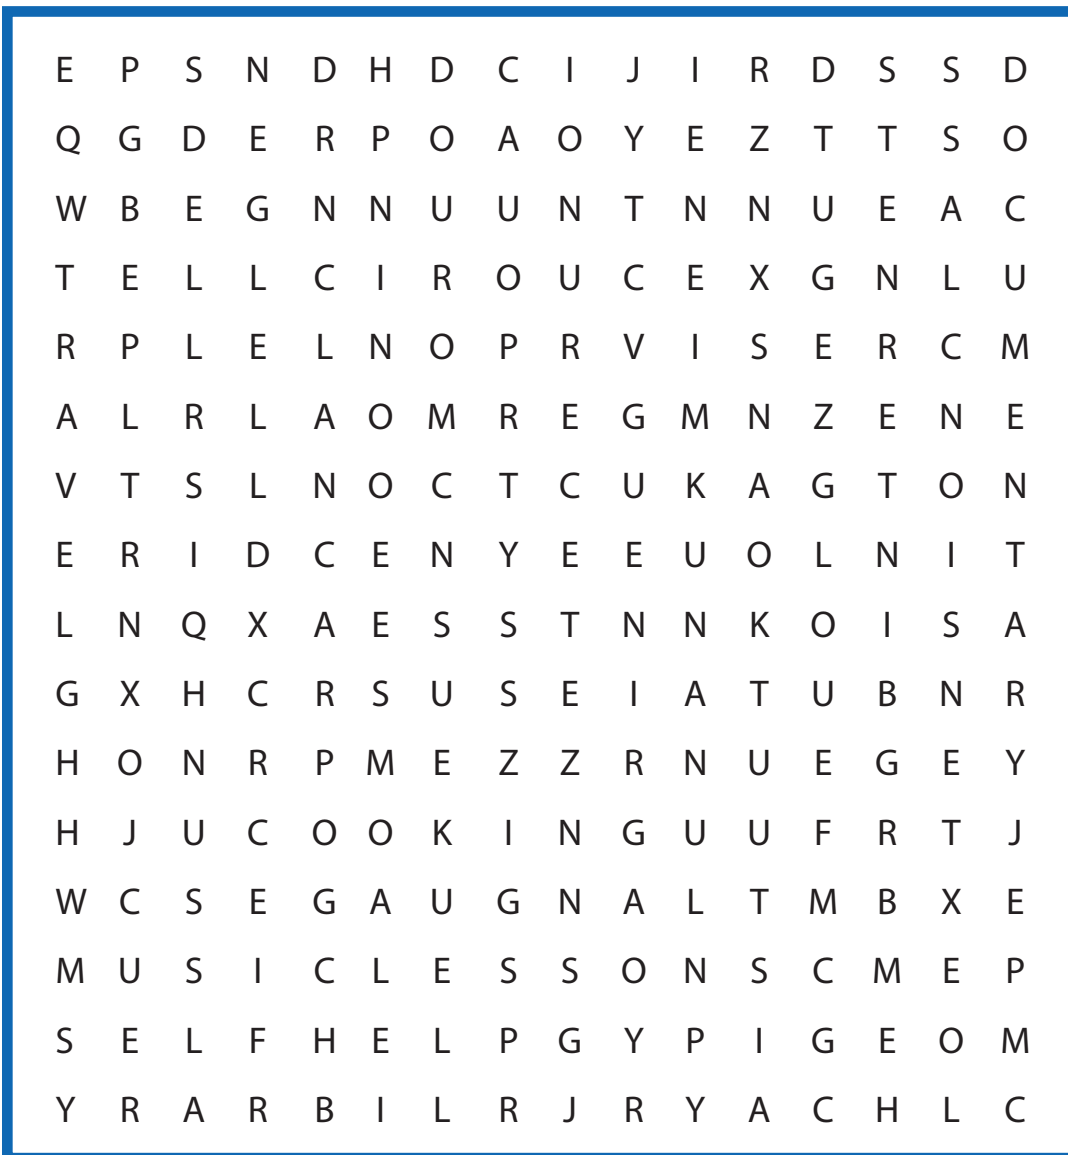 E P S N D H D C I J I R D S S D
Q G D E R P O A O Y E Z T T S O
W B E G N N U U N T N N U E A C
T E L L C I R O U C E X G N L U
R P L E L N O P R V I S E R C M
A L R L A O M R E G M N Z E N E
V T S L N O C T C U K A G T O N
E R I D C E N Y E E U O L N I T
L N Q X A E S S T N N K O I S A
G X H C R S U S E I A T U B N R
H O N R P M E Z Z R N U E G E Y
H J U C O O K I N G U U F R T J
W C S E G A U G N A L T M B X E
M U S I C L E S S O N S C M E P
S E L F H E L P G Y P I G E O M
Y R A R B I L R J R Y A C H L C